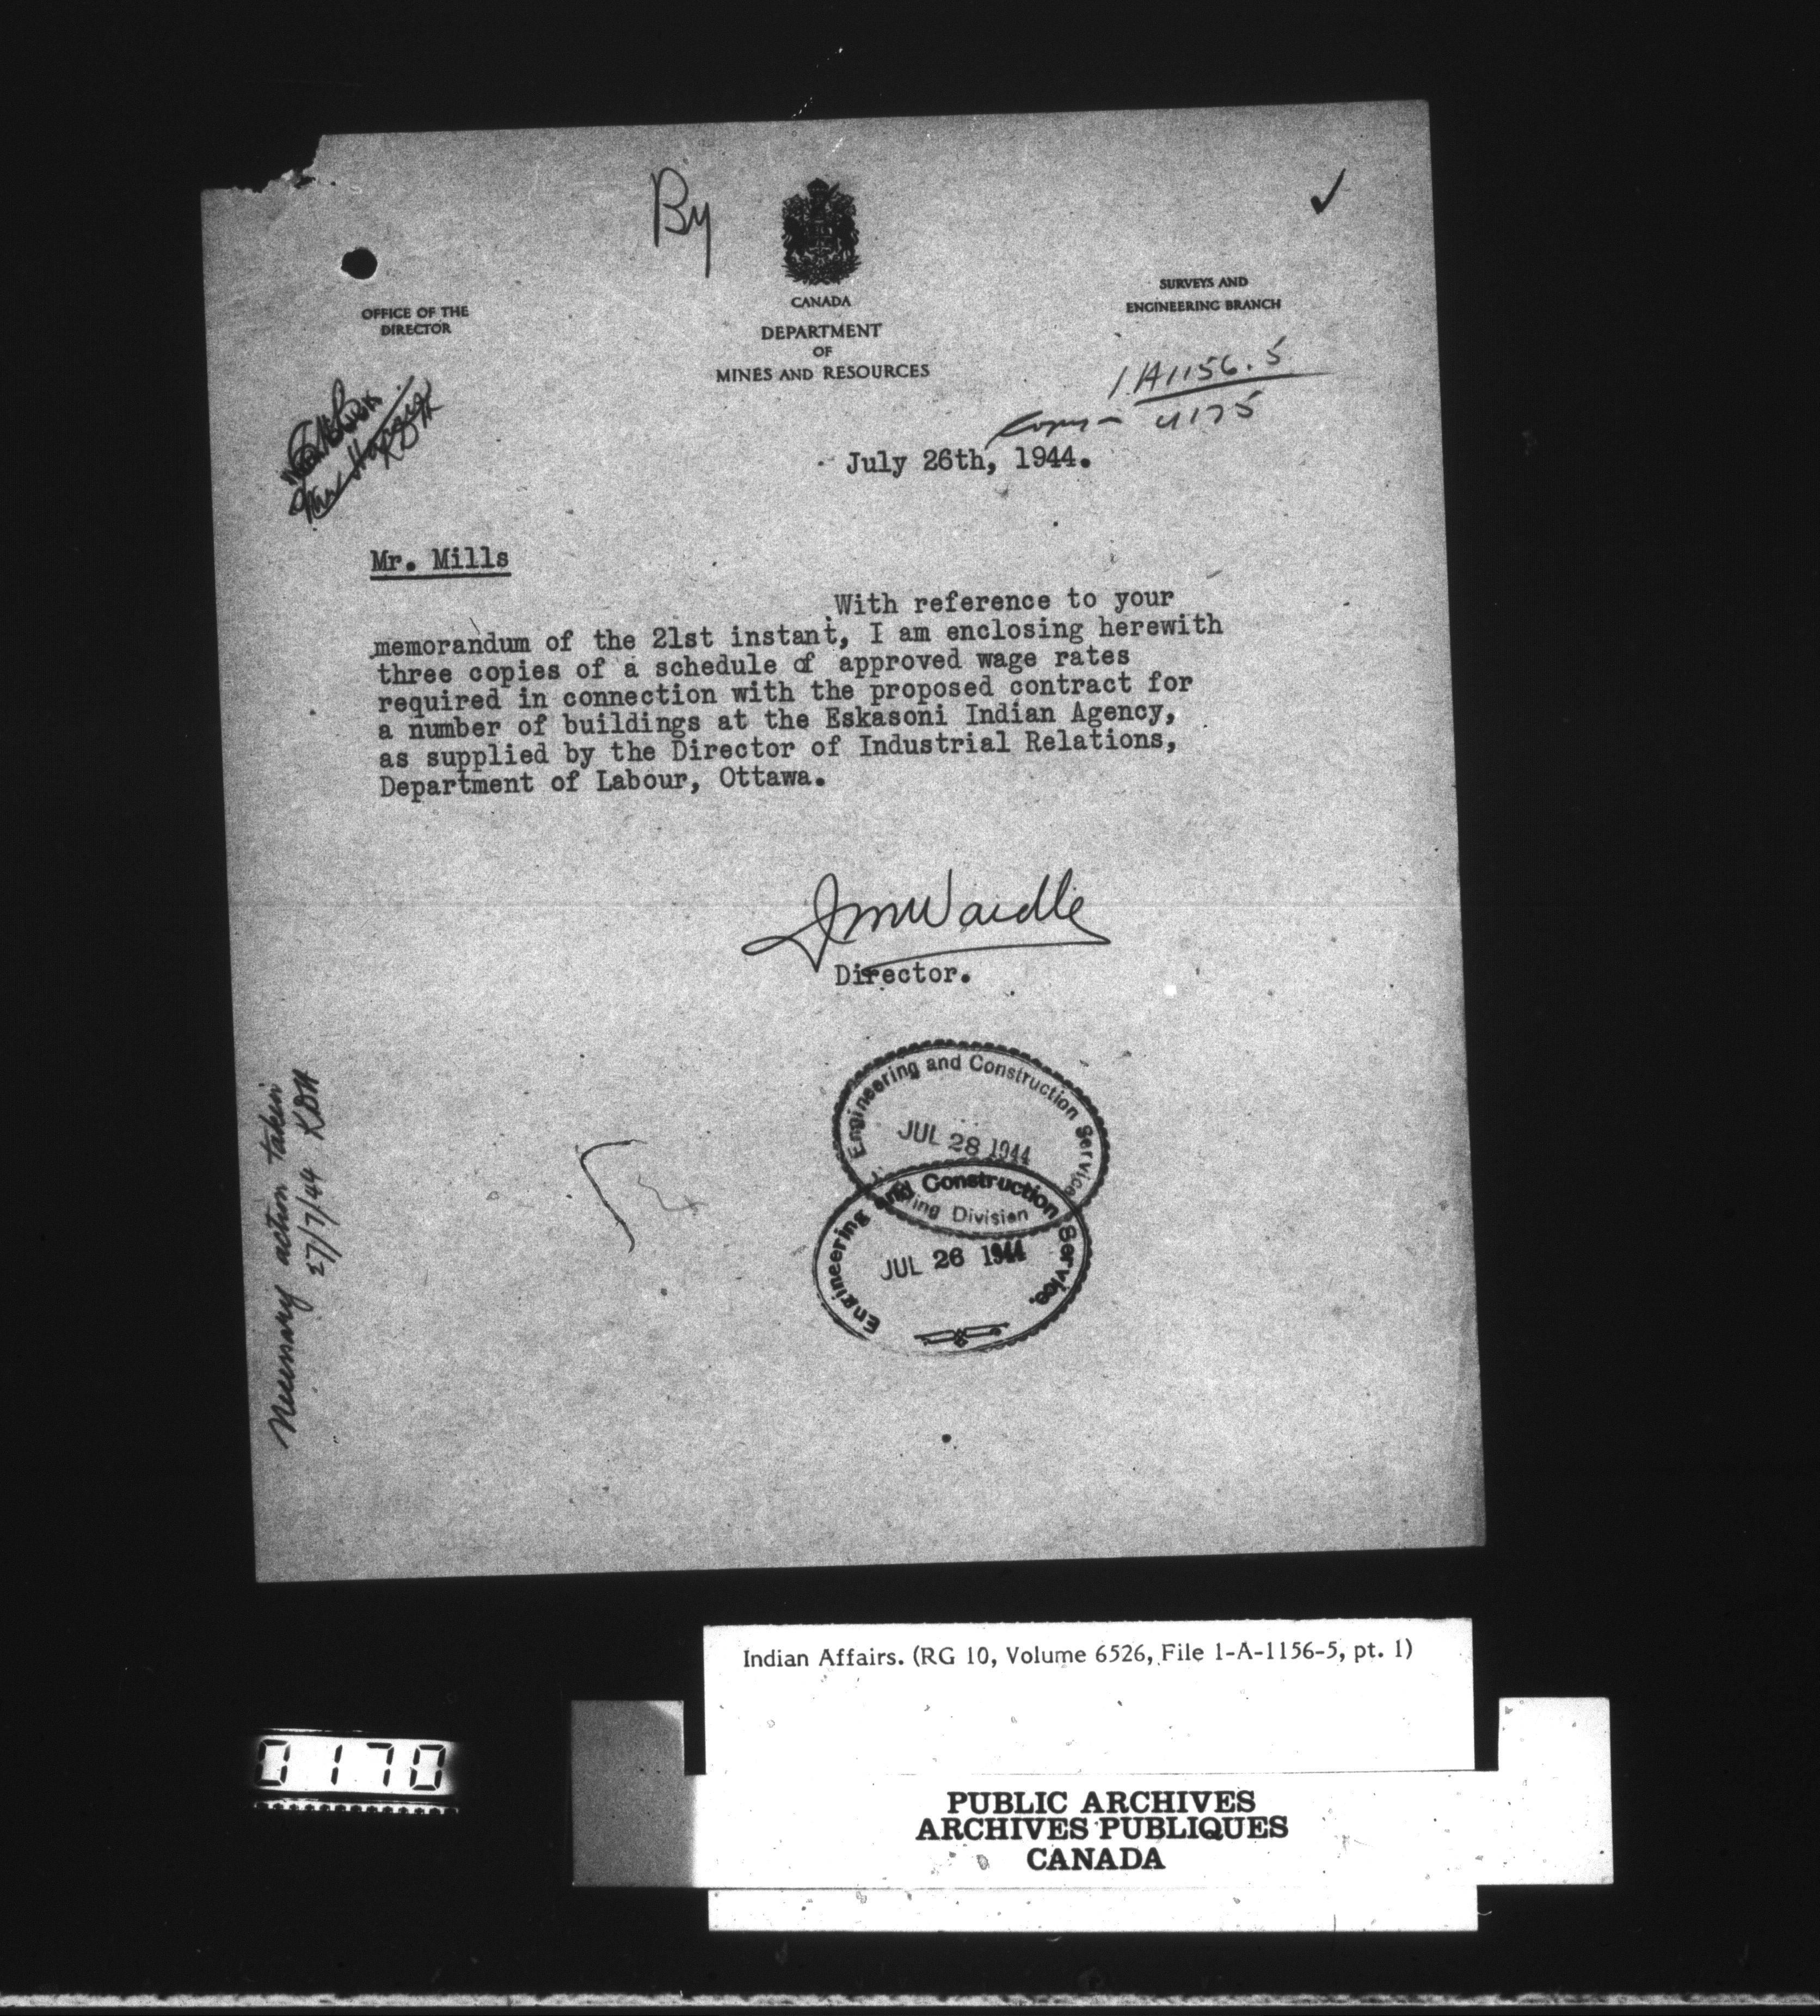 By
CANADA
OFFICE OF THE
DIRECTOR
DEPARTMENT
OF
MINES AND RESOURCES
SURVEYS AND
ENGINEERING BRANCH
1A1156.5
Copy - 4175
KDH
July 26th, 1944.
Mr. Mills
With reference to your
memorandum of the 21st instant, I am enclosing herewith
three copies of a schedule of approved wage rates
required in connection with the proposed contract for
a number of buildings at the Eskasoni Indian Agency,
as supplied by the Director of Industrial Relations,
Department of Labour, Ottawa.
JmWardle
Director.
Necessary action taken
27/7/44 KDH
Engineering and Construction Service
JUL 28 1944
Division
Engineering and Construction Service.
JUL 26 1944
Indian Affairs. (RG 10, Volume 6526, File 1-A-1156-5, pt. 1)
0170
PUBLIC ARCHIVES
ARCHIVES PUBLIQUES
CANADA